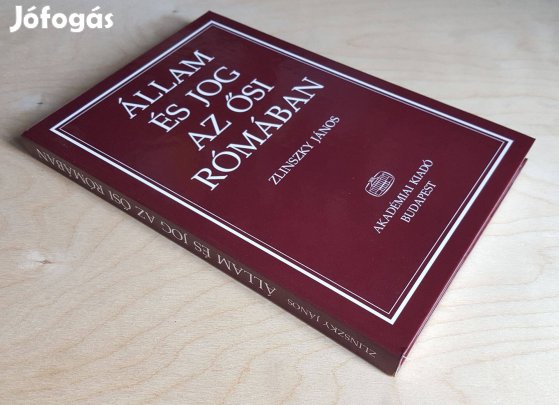 Jófogás
ÁLLAM
ÉS JOG
AZ ŐSI
RÓMÁBAN
ZLINSZKY JÁNOS
AKADÉMIAI KIADÓ
BUDAPEST
ZLINSZKY JÁNOS ÁLLAM ÉS JOG AZ ŐSI RÓMÁBAN